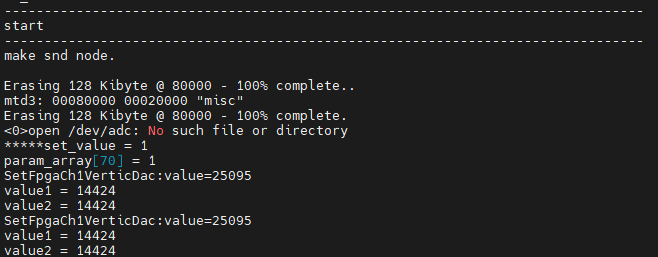 --------------------------------------------------------------------------------
start
--------------------------------------------------------------------------------
make snd node.
Erasing 128 Kibyte @ 80000 - 100% complete..
mtd3: 00080000 00020000 "misc"
Erasing 128 Kibyte @ 80000 - 100% complete.
<0>open /dev/adc: No such file or directory
*****set_value = 1
param_array[70] = 1
SetFpgaCh1VerticDac:value=25095
value1 = 14424
value2 = 14424
SetFpgaCh1VerticDac:value=25095
value1 = 14424
value2 = 14424